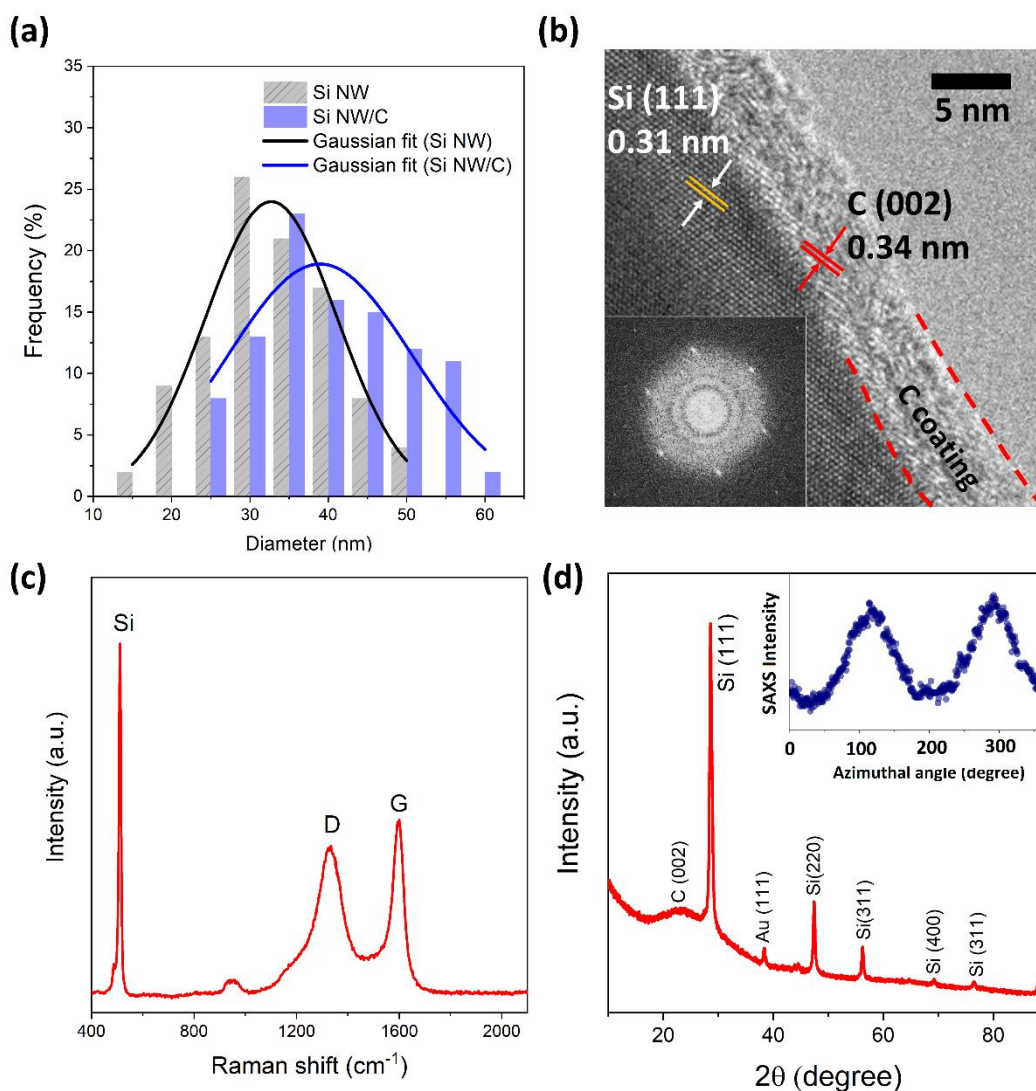 (a)
35
30
25
20
15
10
5
0
Frequency (%)
Si NW
Si NW/C
Gaussian fit (Si NW)
Gaussian fit (Si NW/C)
10 20 30 40 50 60
Diameter (nm)
(b)
Si (111)
0.31 nm
5 nm
C (002)
0.34 nm
C coating
(c)
Intensity (a.u.)
Si
D
G
400 800 1200 1600 2000
Raman shift (cm⁻¹)
(d)
Intensity (a.u.)
C (002)
Si (111)
Au (111)
Si(220)
Si(311)
Si (400)
Si (311)
SAXS Intensity
0 100 200 300
Azimuthal angle (degree)
20 40 60 80
2θ (degree)